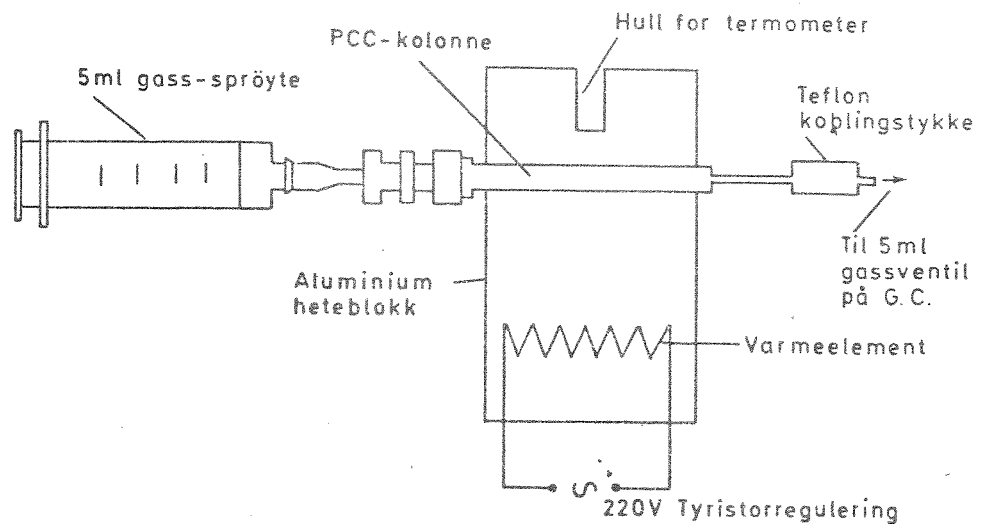 Hull for termometer
PCC-kolonne
5ml gass-spröyte
Teflon
koblingstykke
Til 5ml
gassventil
på G.C.
Aluminium
heteblokk
Varmeelement
220V Tyristorregulering